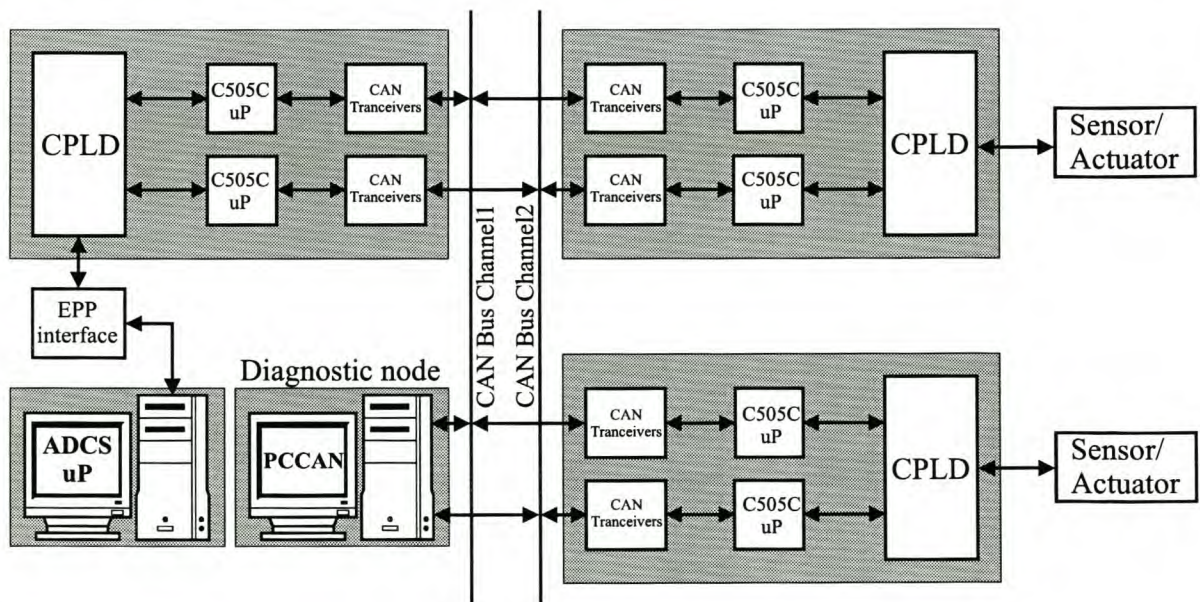 CPLD
C505C
uP
CAN
Tranceivers
C505C
uP
CAN
Tranceivers
EPP
interface
ADCS
uP
Diagnostic node
PCCAN
CAN Bus Channel1
CAN Bus Channel2
CAN
Tranceivers
C505C
uP
CAN
Tranceivers
C505C
uP
CPLD
Sensor/
Actuator
CAN
Tranceivers
C505C
uP
CAN
Tranceivers
C505C
uP
CPLD
Sensor/
Actuator